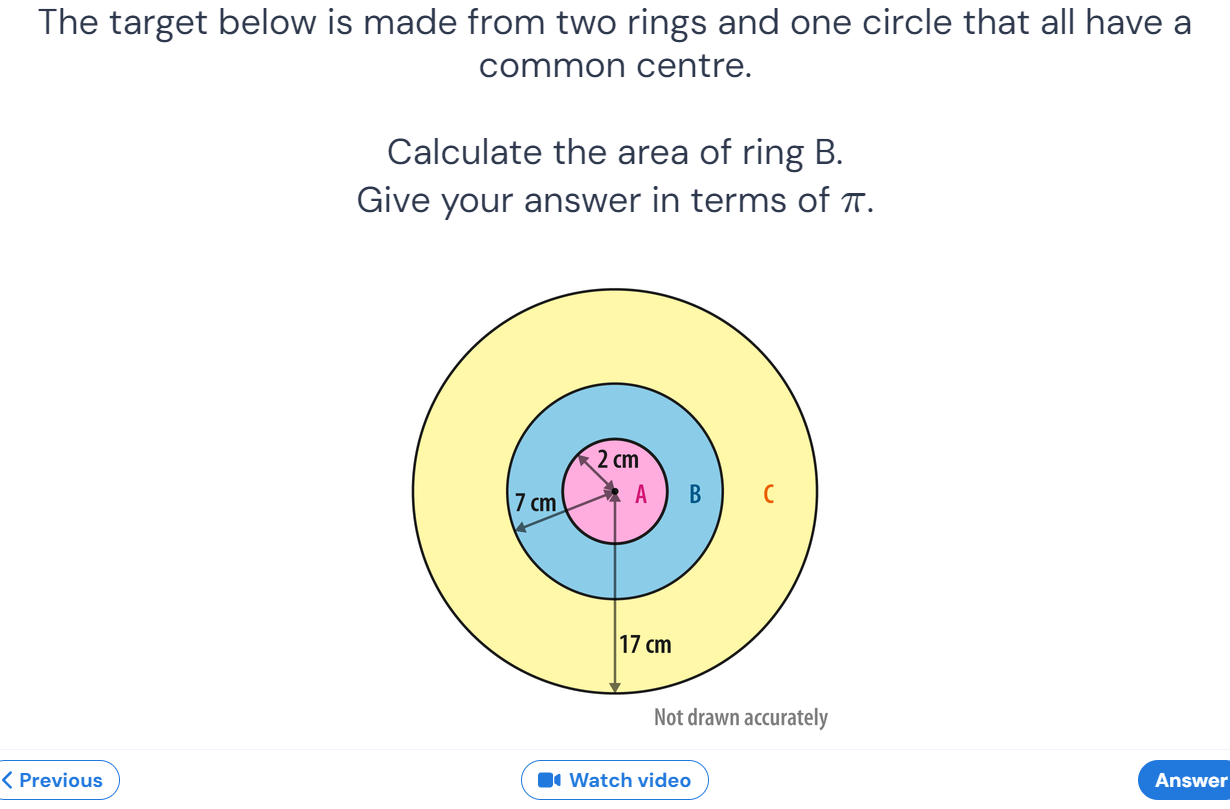 The target below is made from two rings and one circle that all have a
common centre.
Calculate the area of ring B.
Give your answer in terms of π.
2 cm
A
B
C
7 cm
17 cm
Not drawn accurately
Previous
Watch video
Answer